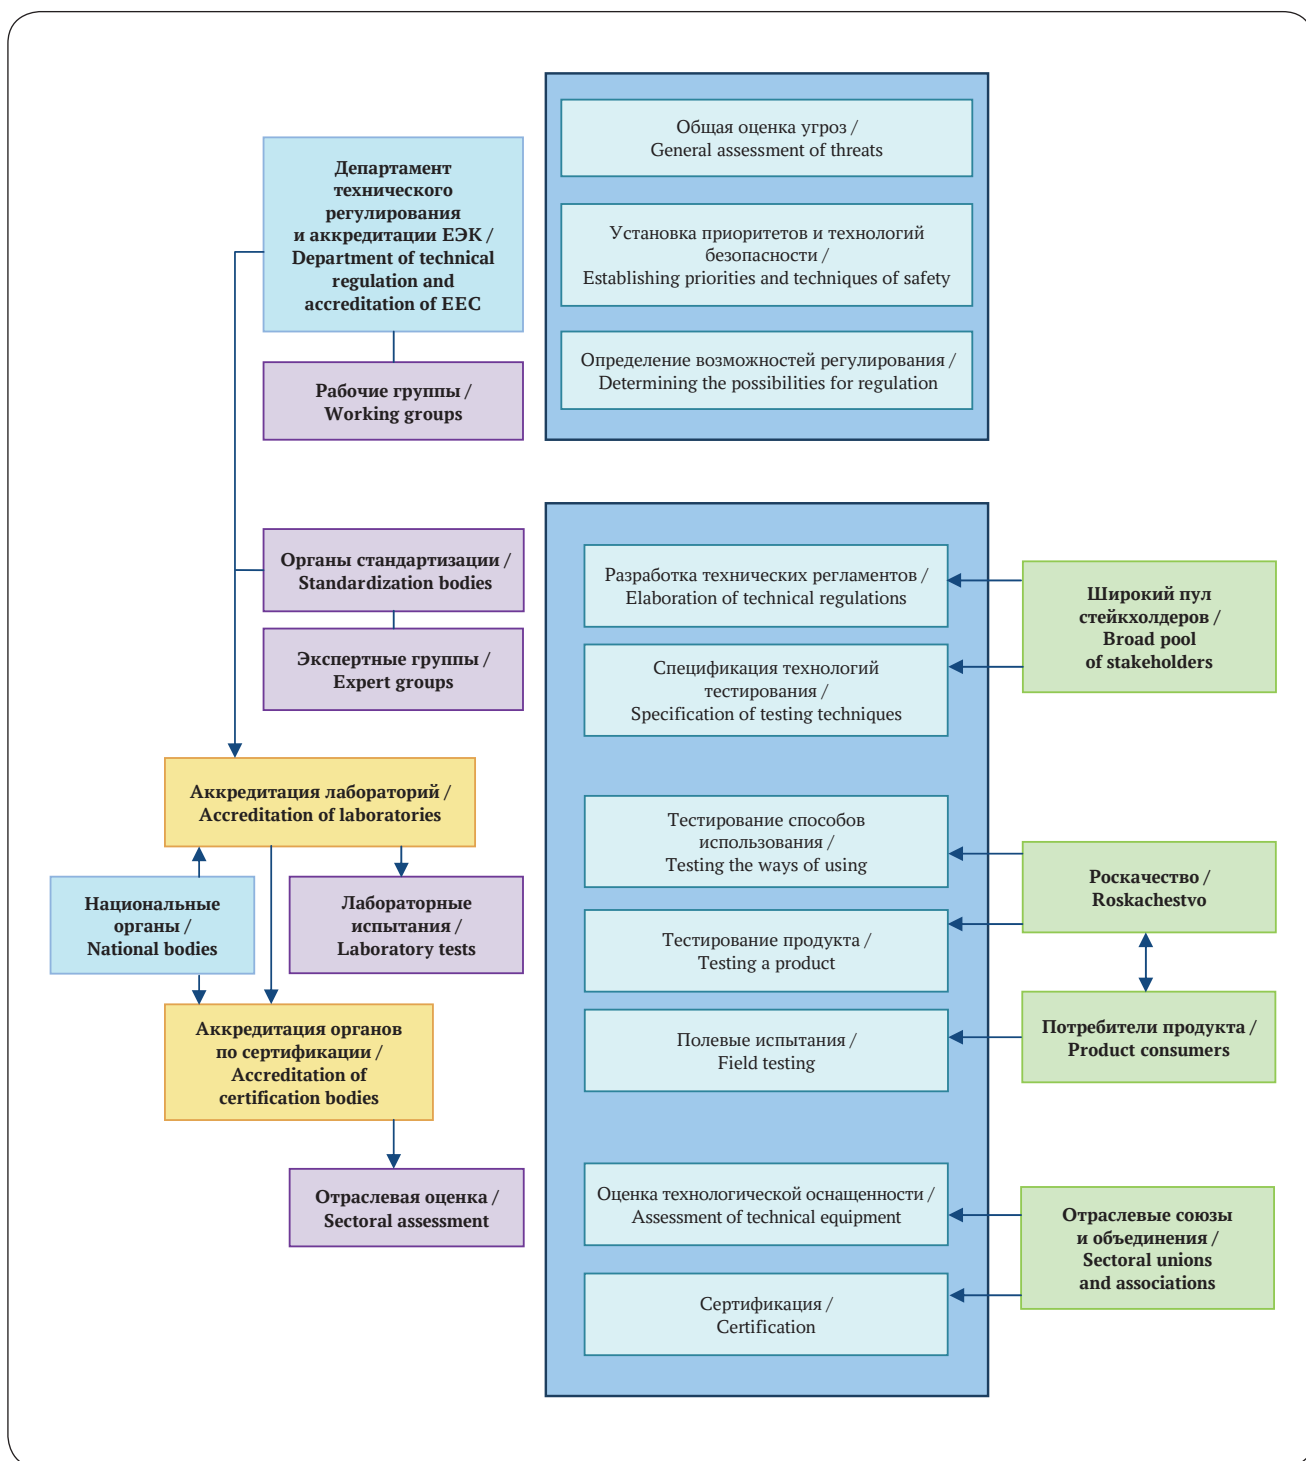 Департамент
технического
регулирования
и аккредитации ЕЭК /
Department of technical
regulation and
accreditation of EEC
Рабочие группы /
Working groups
Общая оценка угроз /
General assessment of threats
Установка приоритетов и технологий
безопасности /
Establishing priorities and techniques of safety
Определение возможностей регулирования /
Determining the possibilities for regulation
Органы стандартизации /
Standardization bodies
Экспертные группы /
Expert groups
Разработка технических регламентов /
Elaboration of technical regulations
Спецификация технологий
тестирования /
Specification of testing techniques
Широкий пул
стейкхолдеров /
Broad pool
of stakeholders
Аккредитация лабораторий /
Accreditation of laboratories
Национальные
органы /
National bodies
Лабораторные
испытания /
Laboratory tests
Тестирование способов
использования /
Testing the ways of using
Тестирование продукта /
Testing a product
Роскачество /
Roskachestvo
Аккредитация органов
по сертификации /
Accreditation of
certification bodies
Полевые испытания /
Field testing
Потребители продукта /
Product consumers
Отраслевая оценка /
Sectoral assessment
Оценка технологической оснащенности /
Assessment of technical equipment
Сертификация /
Certification
Отраслевые союзы
и объединения /
Sectoral unions
and associations